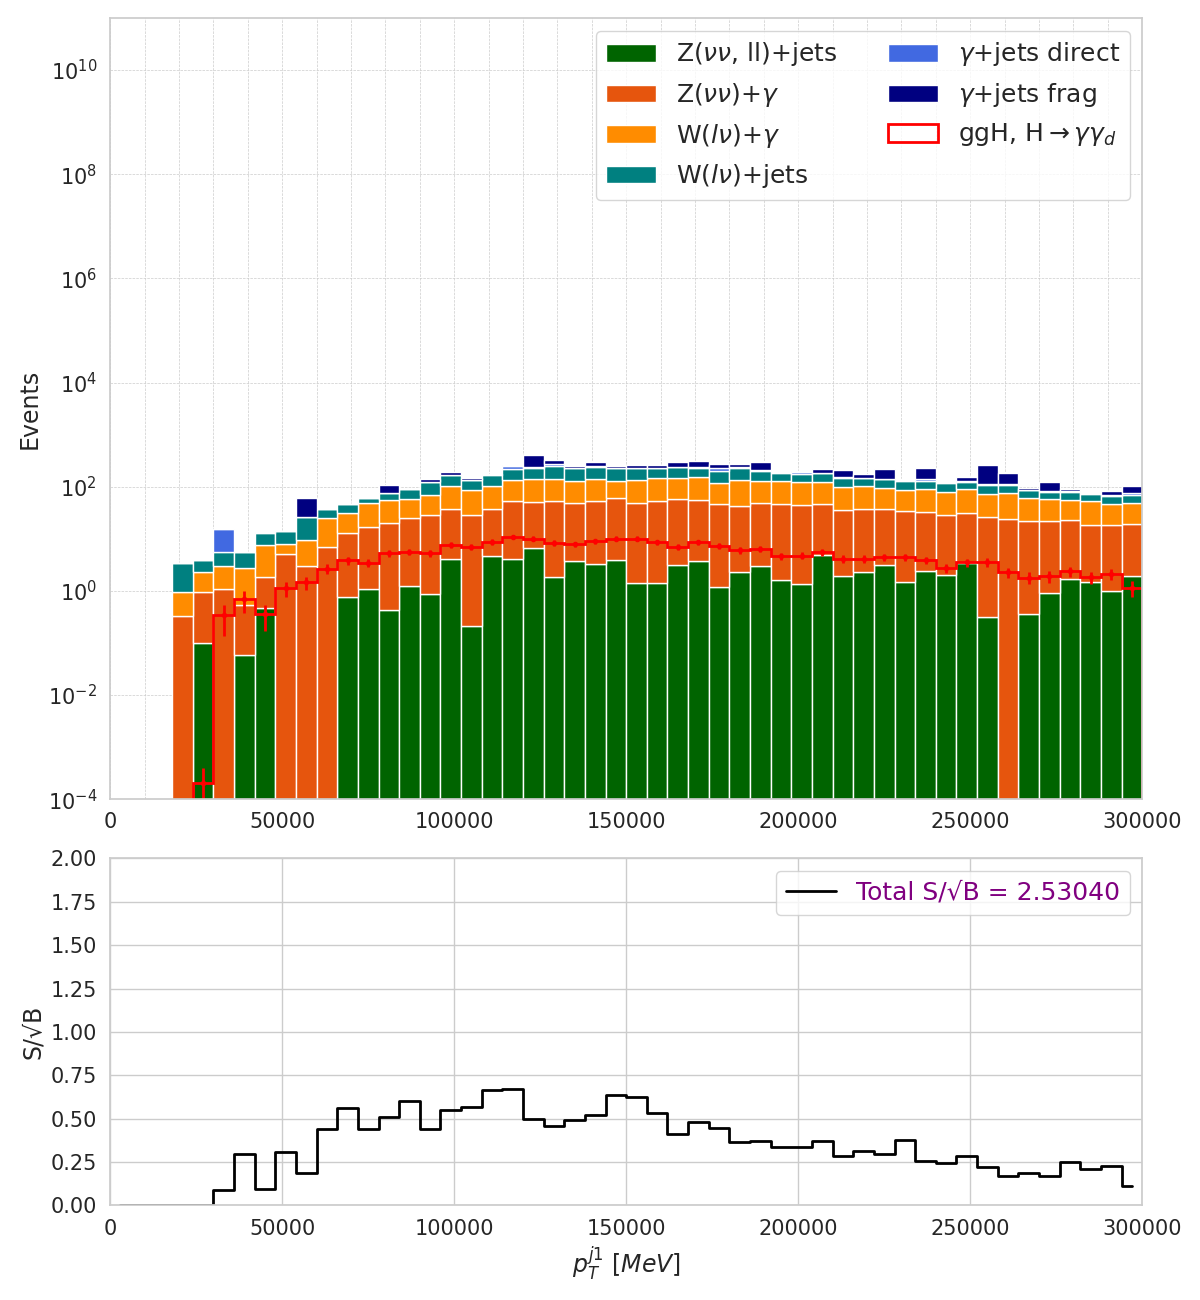 Z(νν, ll)+jets
Z(νν)+γ
W(lν)+γ
W(lν)+jets
γ+jets direct
γ+jets frag
ggH, H→γγ_d
Events
10^10
10^8
10^6
10^4
10^2
10^0
10^−2
10^−4
0 50000 100000 150000 200000 250000 300000
Total S/√B = 2.53040
S/√B
2.00
1.75
1.50
1.25
1.00
0.75
0.50
0.25
0.00
0 50000 100000 150000 200000 250000 300000
p_T^j1 [MeV]